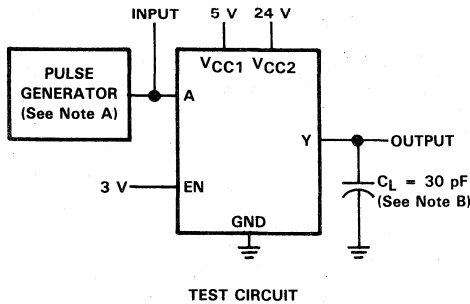 INPUT
5 V 24 V
PULSE
GENERATOR
(See Note A)
VCC1 VCC2
A
Y
OUTPUT
3 V
EN
CL = 30 pF
(See Note B)
GND
TEST CIRCUIT